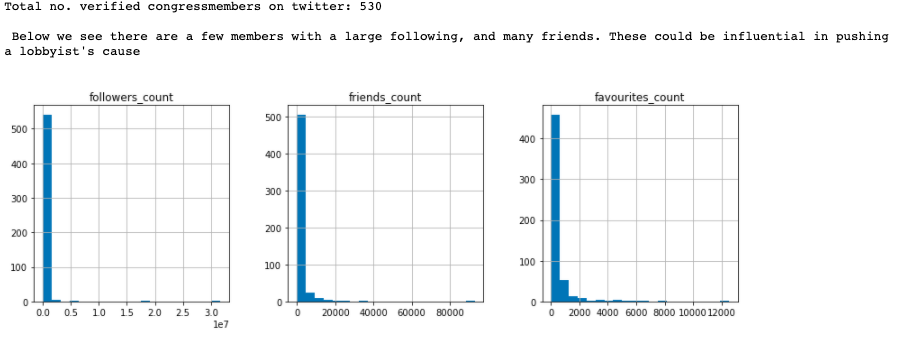 Total no. verified congressmembers on twitter: 530
Below we see there are a few members with a large following, and many friends. These could be influential in pushing
a lobbyist's cause
followers_count
500
400
300
200
100
0
0.0 0.5 1.0 1.5 2.0 2.5 3.0
1e7
friends_count
500
400
300
200
100
0
0 20000 40000 60000 80000
favourites_count
400
300
200
100
0
0 2000 4000 6000 8000 10000 12000